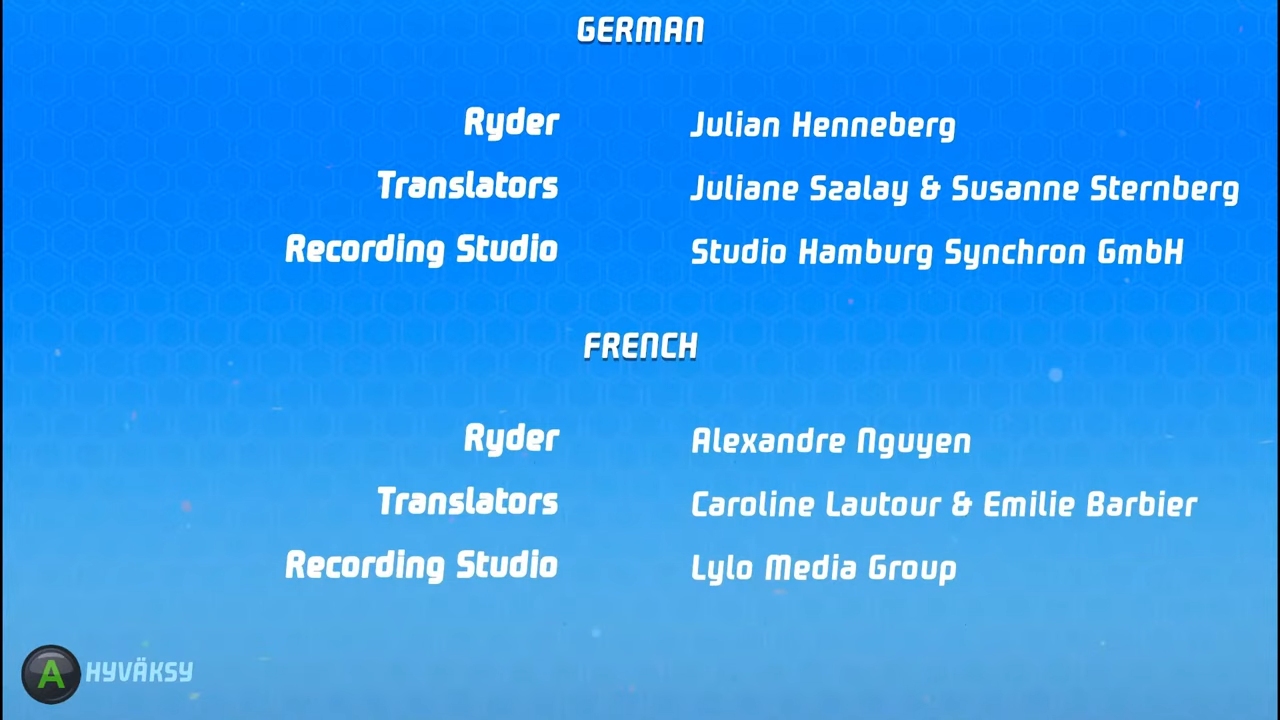 GERMAN
Ryder Julian Henneberg
Translators Juliane Szalay & Susanne Sternberg
Recording Studio Studio Hamburg Synchron GmbH
FRENCH
Ryder Alexandre Nguyen
Translators Caroline Lautour & Emilie Barbier
Recording Studio Lylo Media Group
A HYVÄKSY